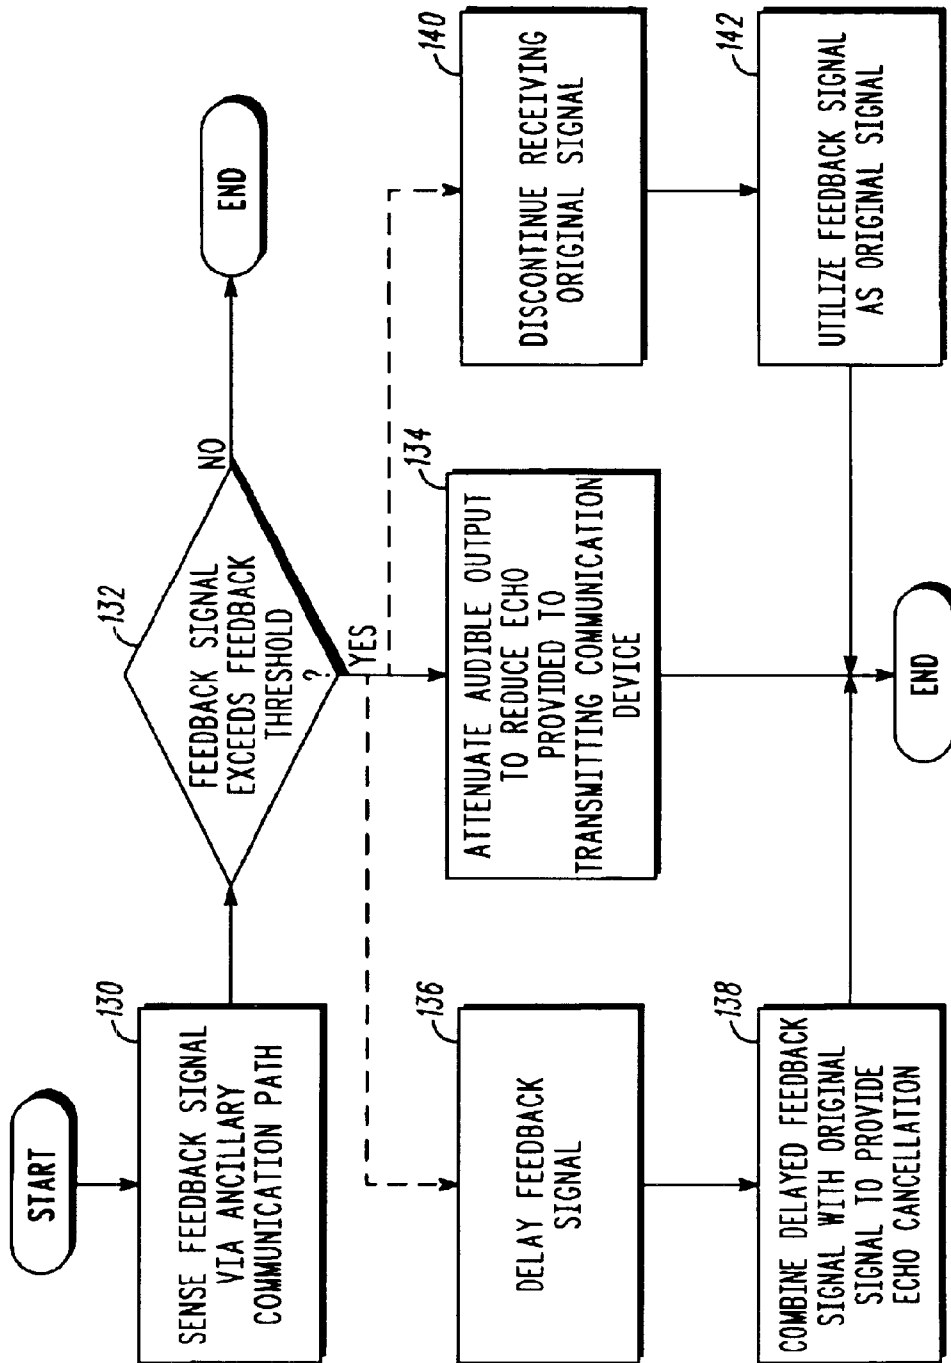 START
130
SENSE FEEDBACK SIGNAL
VIA ANCILLARY
COMMUNICATION PATH
132
FEEDBACK SIGNAL
EXCEEDS FEEDBACK
THRESHOLD
?
NO
END
YES
136
DELAY FEEDBACK
SIGNAL
134
ATTENUATE AUDIBLE OUTPUT
TO REDUCE ECHO
PROVIDED TO
TRANSMITTING COMMUNICATION
DEVICE
140
DISCONTINUE RECEIVING
ORIGINAL SIGNAL
138
COMBINE DELAYED FEEDBACK
SIGNAL WITH ORIGINAL
SIGNAL TO PROVIDE
ECHO CANCELLATION
142
UTILIZE FEEDBACK SIGNAL
AS ORIGINAL SIGNAL
END